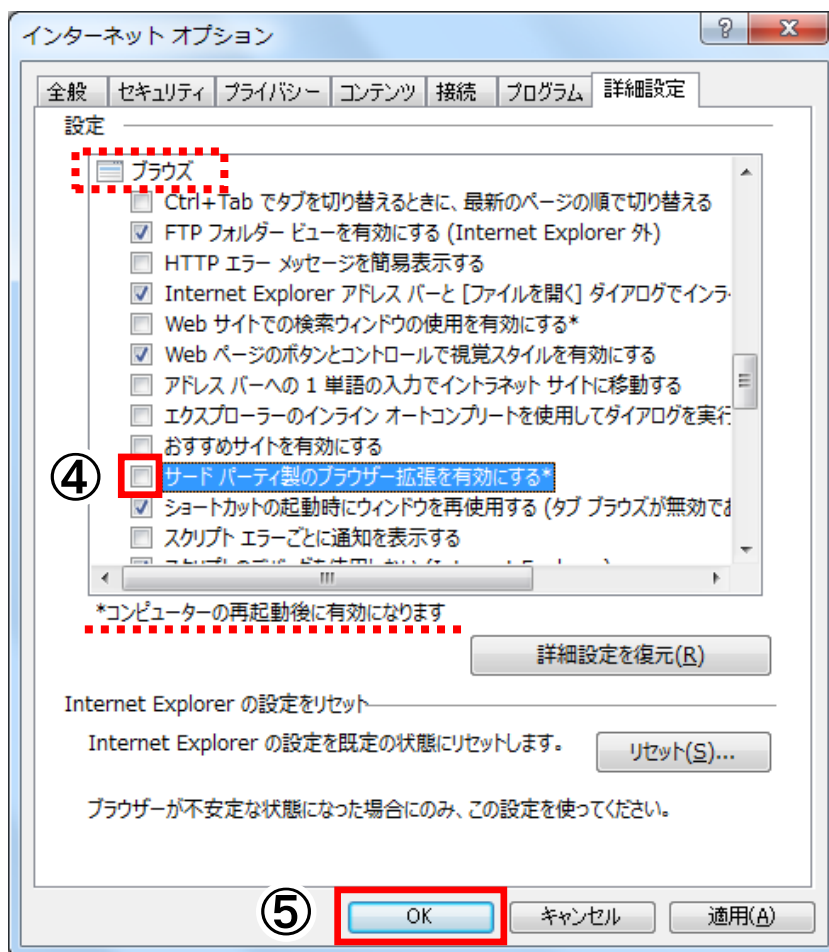 インターネット オプション
全般 セキュリティ プライバシー コンテンツ 接続 プログラム 詳細設定
設定
ブラウズ
Ctrl+Tab でタブを切り替えるときに、最新のページの順で切り替える
FTP フォルダー ビューを有効にする (Internet Explorer 外)
HTTP エラー メッセージを簡易表示する
Internet Explorer アドレス バーと [ファイルを開く] ダイアログでインラ
Web サイトでの検索ウィンドウの使用を有効にする*
Web ページのボタンとコントロールで視覚スタイルを有効にする
アドレス バーへの 1 単語の入力でイントラネット サイトに移動する
エクスプローラーのインライン オートコンプリートを使用してダイアログを実行
おすすめサイトを有効にする
④ サード パーティ製のブラウザー拡張を有効にする*
ショートカットの起動時にウィンドウを再使用する (タブ ブラウズが無効であ
スクリプト エラーごとに通知を表示する
*コンピューターの再起動後に有効になります
詳細設定を復元(R)
Internet Explorer の設定をリセット
Internet Explorer の設定を既定の状態にリセットします。
リセット(S)...
ブラウザーが不安定な状態になった場合にのみ、この設定を使ってください。
⑤ OK キャンセル 適用(A)